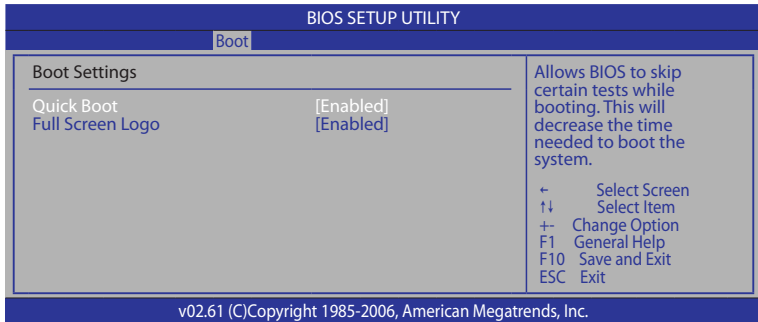 BIOS SETUP UTILITY
Boot
Boot Settings
Quick Boot [Enabled]
Full Screen Logo [Enabled]
Allows BIOS to skip
certain tests while
booting. This will
decrease the time
needed to boot the
system.
← Select Screen
↑↓ Select Item
+- Change Option
F1 General Help
F10 Save and Exit
ESC Exit
v02.61 (C)Copyright 1985-2006, American Megatrends, Inc.